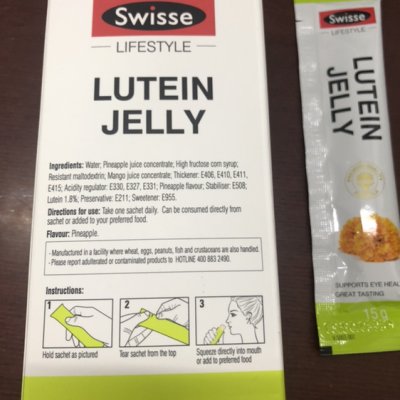 Swisse
LIFESTYLE
LUTEIN
JELLY
Ingredients: Water; Pineapple juice concentrate; High fructose corn syrup;
Resistant maltodextrin; Mango juice concentrate; Thickener: E406, E410, E411,
E415; Acidity regulator: E330, E327, E331; Pineapple flavour; Stabiliser: E508;
Lutein 1.8%; Preservative: E211; Sweetener: E955.
Directions for use: Take one sachet daily. Can be consumed directly from
sachet or added to your preferred food.
Flavour: Pineapple.
-Manufactured in a facility where wheat, eggs, peanuts, fish and crustaceans are also handled.
-Please report adulterated or contaminated products to HOTLINE 400 883 2490.
Instructions:
1
Hold sachet as pictured
2
Tear sachet from the top
3
Squeeze directly into mouth
or add to preferred food
Swisse
LIFESTYLE
LUTEIN
JELLY
SUPPORTS EYE HEAL
GREAT TASTING
15g